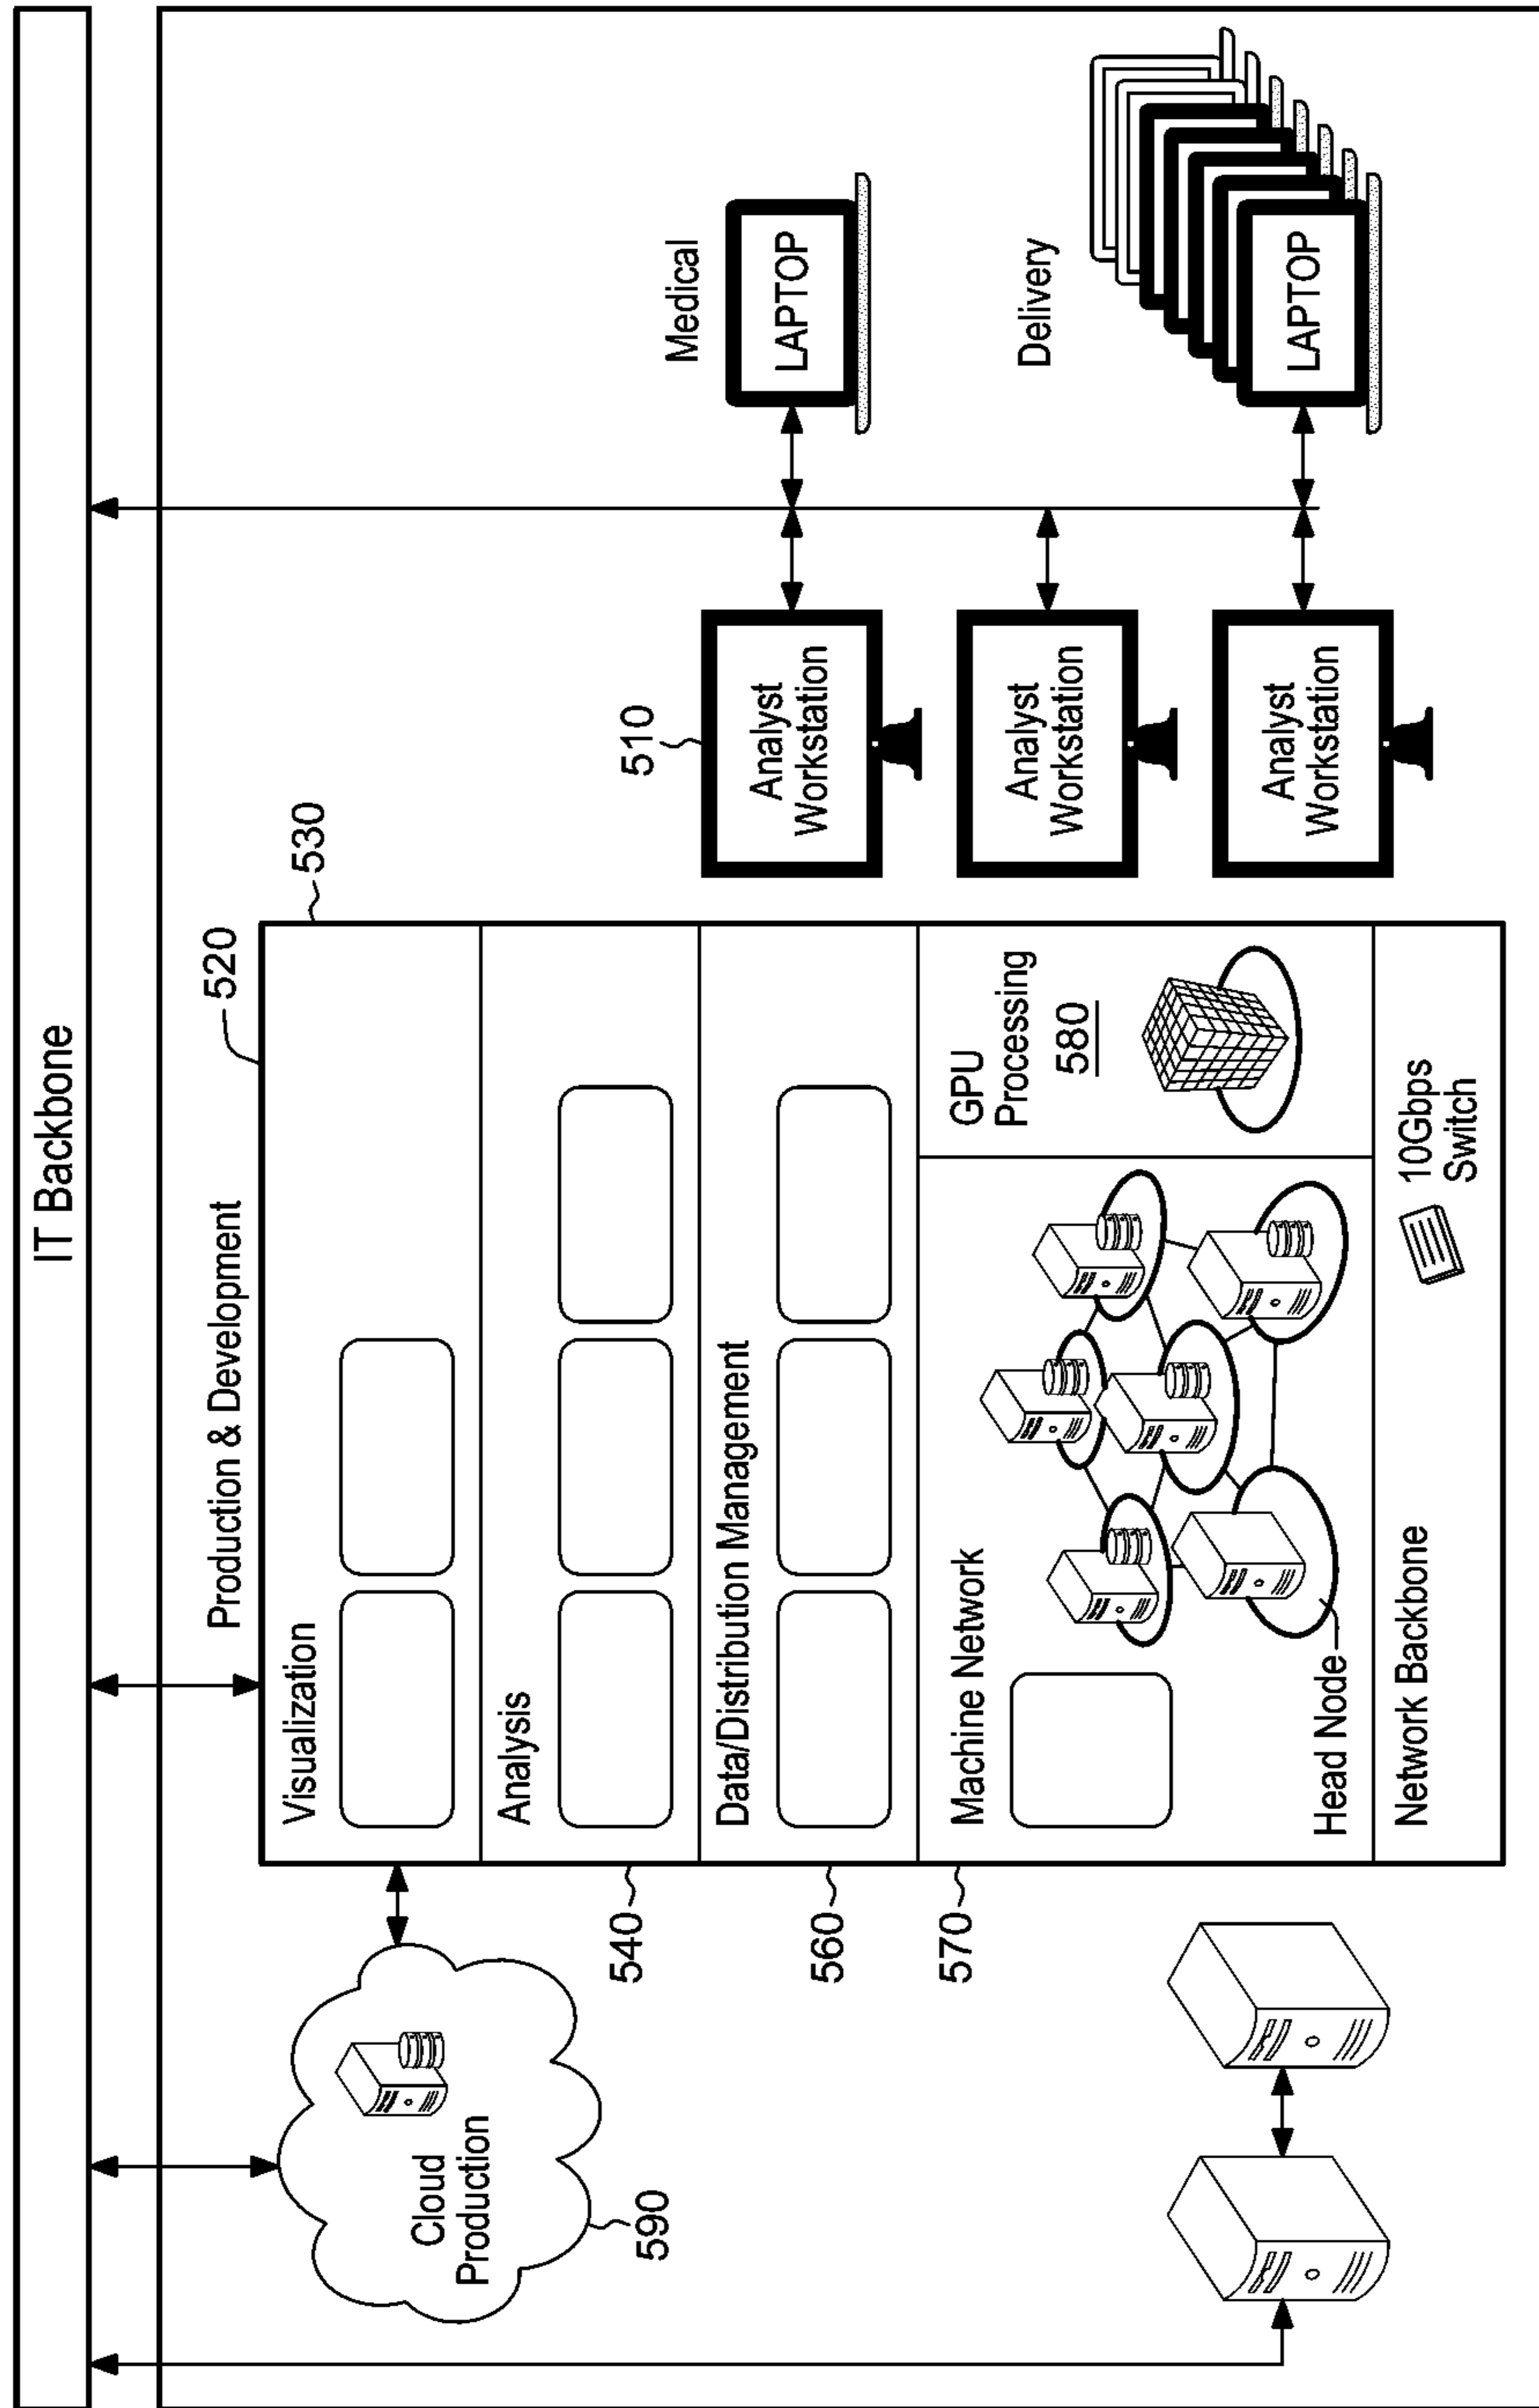 IT Backbone
Cloud
Production
590
Production & Development
520
530
Visualization
Analysis
540
Data/Distribution Management
560
Machine Network
570
Head Node
GPU
Processing
580
Network Backbone
10Gbps
Switch
510
Analyst
Workstation
Analyst
Workstation
Analyst
Workstation
Medical
LAPTOP
Delivery
LAPTOP